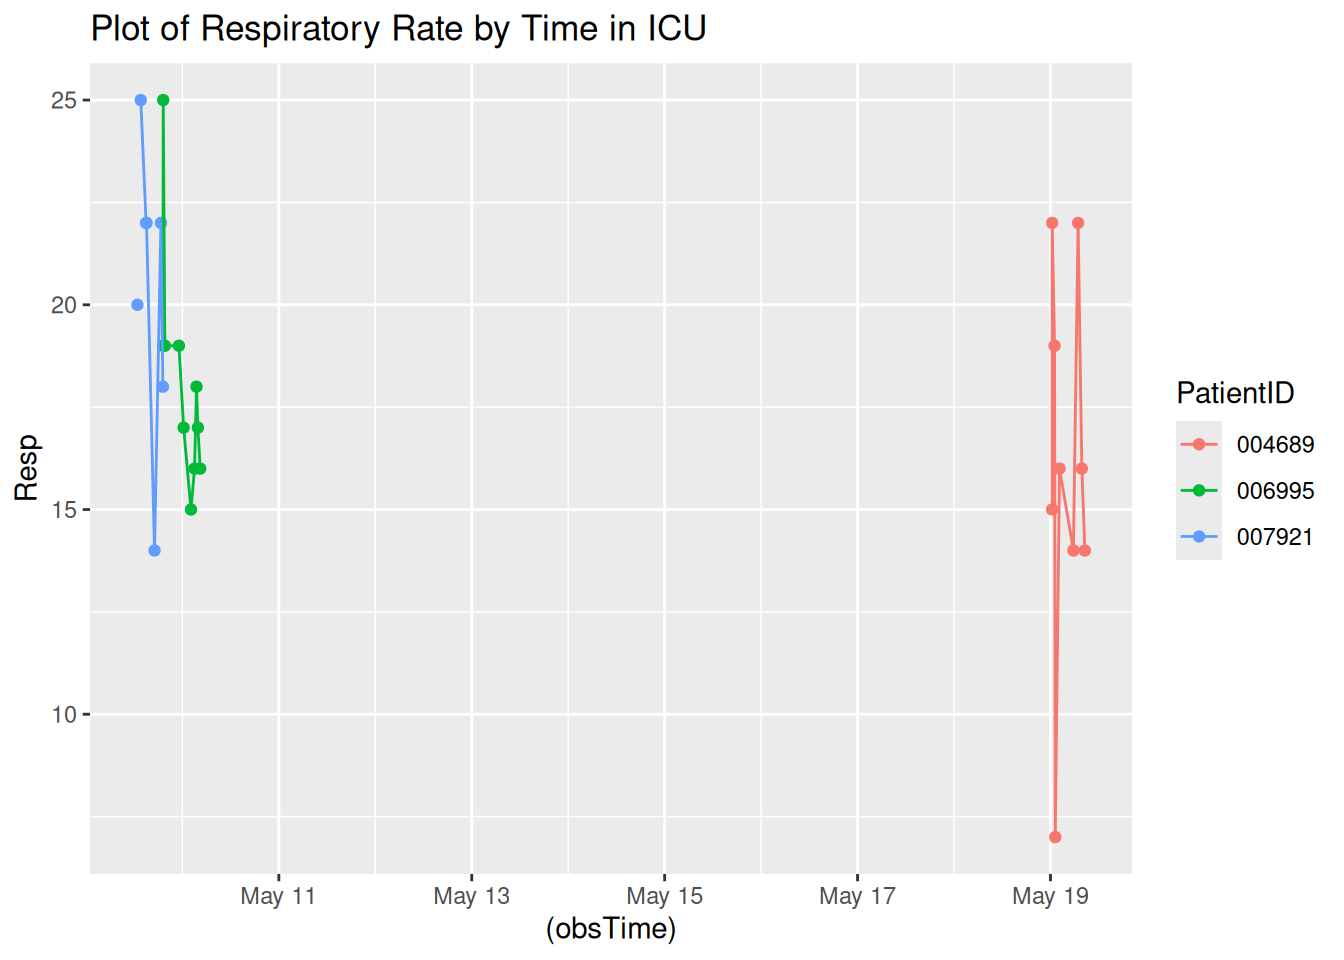 Plot of Respiratory Rate by Time in ICU
25
20
15
10
Resp
May 11
May 13
May 15
May 17
May 19
(obsTime)
PatientID
004689
006995
007921